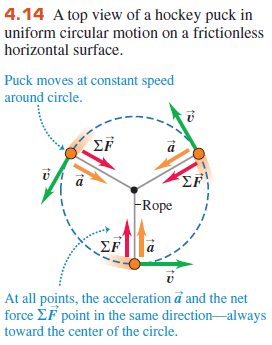 4.14 A top view of a hockey puck in
uniform circular motion on a frictionless
horizontal surface.
Puck moves at constant speed
around circle.
v⃗
ΣF⃗
a⃗
v⃗
a⃗
ΣF⃗
Rope
ΣF⃗
a⃗
v⃗
At all points, the acceleration a⃗ and the net
force ΣF⃗ point in the same direction—always
toward the center of the circle.